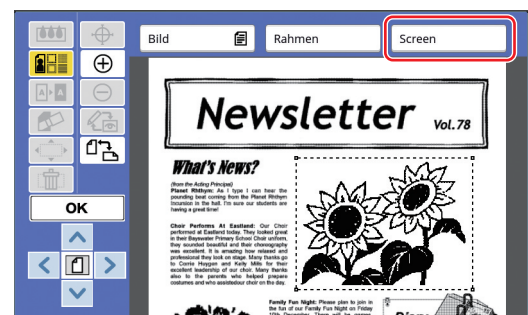 Bild
Rahmen
Screen
OK
Newsletter Vol.78
What's News?
(from the Acting Principal)
Planet Rhthym: As I type I can hear the
pounding beat coming from the Planet Rhthym
incursion in the hall. I'm sure our students are
having a great time!
Choir Performs At Eastland: Our Choir
performed at Eastland today. They looked great
in their Bayswater Primary School Choir uniform,
they sounded beautiful and their choreography
was excellent. It is amazing how relaxed and
professional they look on stage. Many thanks go
to Corrie Heygen and Kelly Mills for their
excellent leadership of our choir. Many thanks
also to the parents who helped prepare
costumes and who assisted our choir on the day.
Family Fun Night: Please plan to join in
the fun of our Family Fun Night on Friday